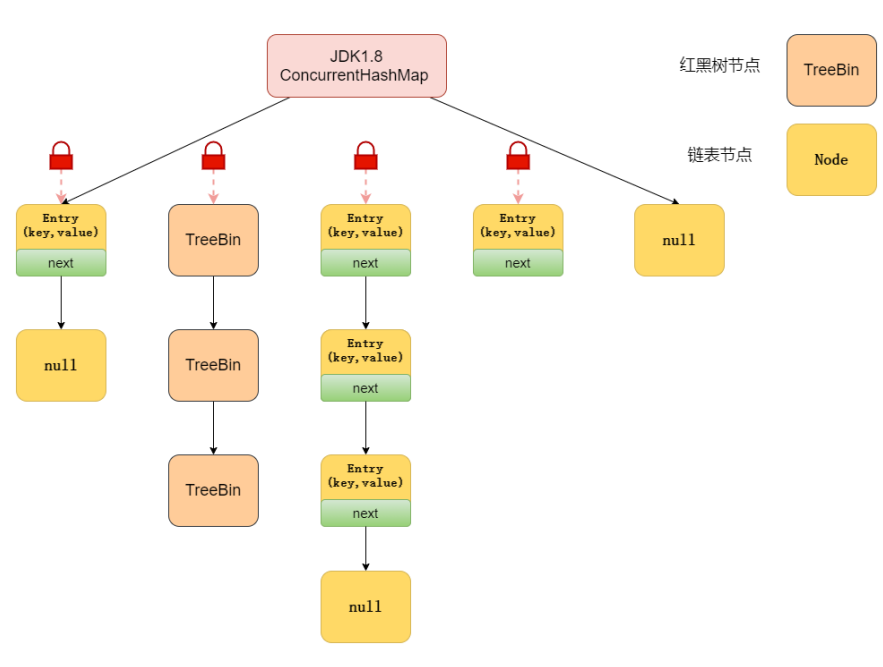 JDK1.8
ConcurrentHashMap
红黑树节点
TreeBin
链表节点
Node
Entry
(key,value)
next
TreeBin
Entry
(key,value)
next
Entry
(key,value)
next
null
null
TreeBin
Entry
(key,value)
next
TreeBin
Entry
(key,value)
next
null